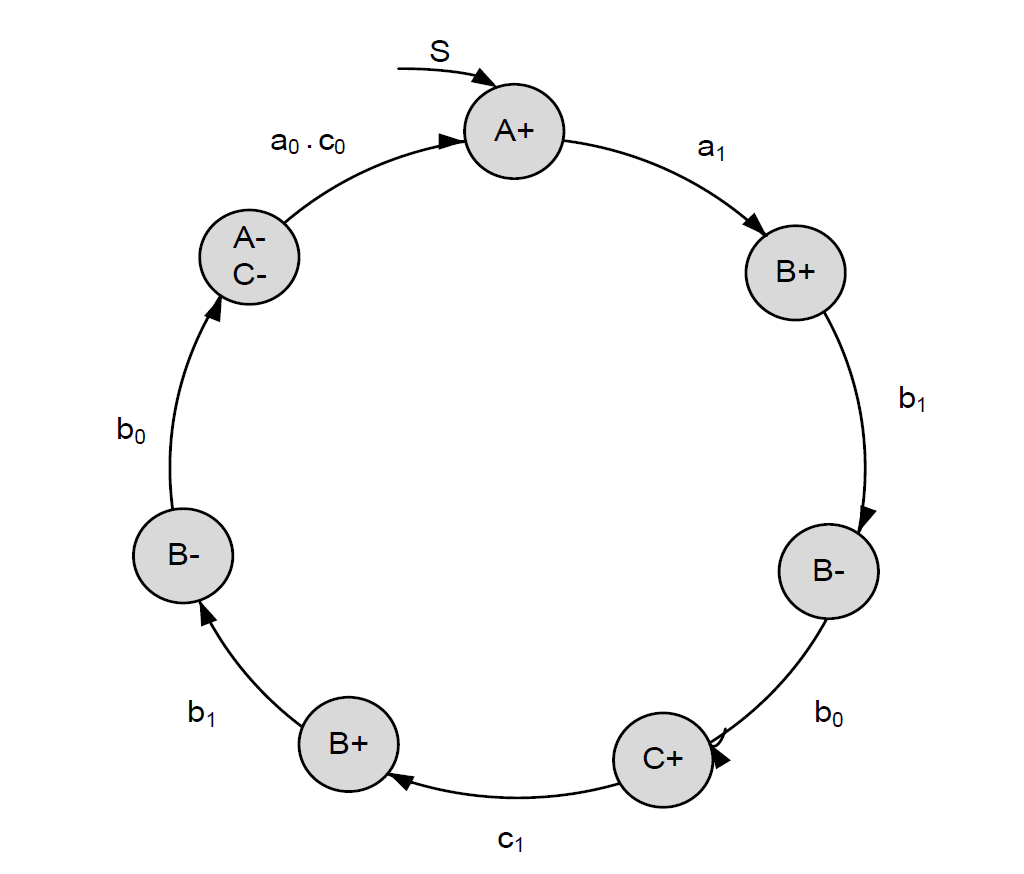 S
A+
a₁
B+
b₁
B-
b₀
C+
c₁
B+
b₁
B-
b₀
A-
C-
a₀ . c₀